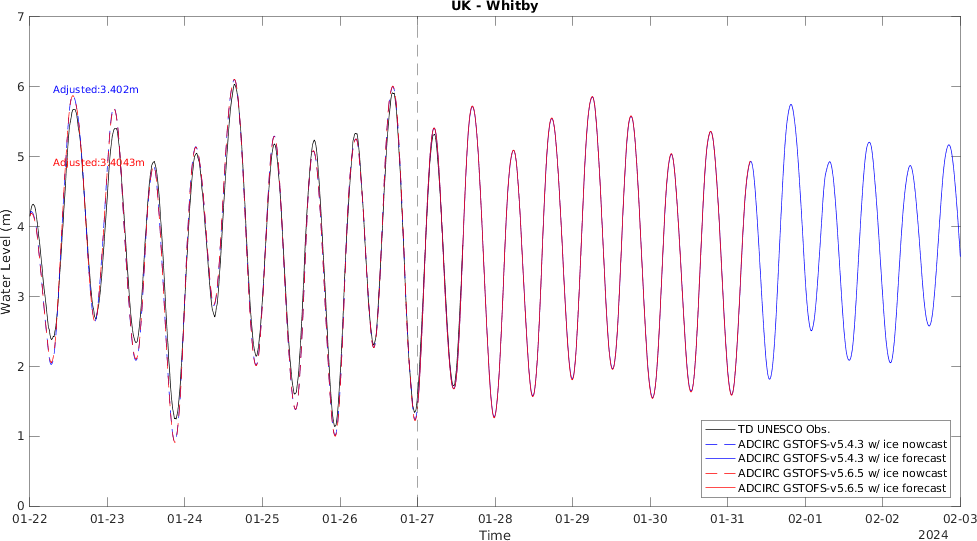 UK - Whitby
7
6
5
4
3
2
1
0
Water Level (m)
Adjusted:3.402m
Adjusted:3.4043m
TD UNESCO Obs.
ADCIRC GSTOFS-v5.4.3 w/ ice nowcast
ADCIRC GSTOFS-v5.4.3 w/ ice forecast
ADCIRC GSTOFS-v5.6.5 w/ ice nowcast
ADCIRC GSTOFS-v5.6.5 w/ ice forecast
01-22 01-23 01-24 01-25 01-26 01-27 01-28 01-29 01-30 01-31 02-01 02-02 02-03
Time
2024